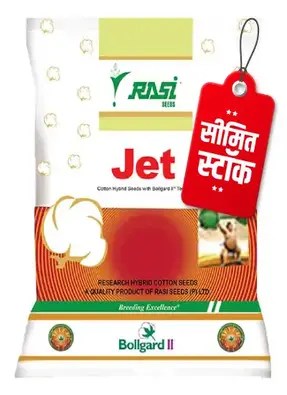 RASI
SEEDS
Jet
Cotton Hybrid Seeds with Bollgard II
सीमित
स्टॉक
RESEARCH HYBRID COTTON SEEDS
A QUALITY PRODUCT OF RASI SEEDS (P) LTD
Breeding Excellence®
Bollgard II